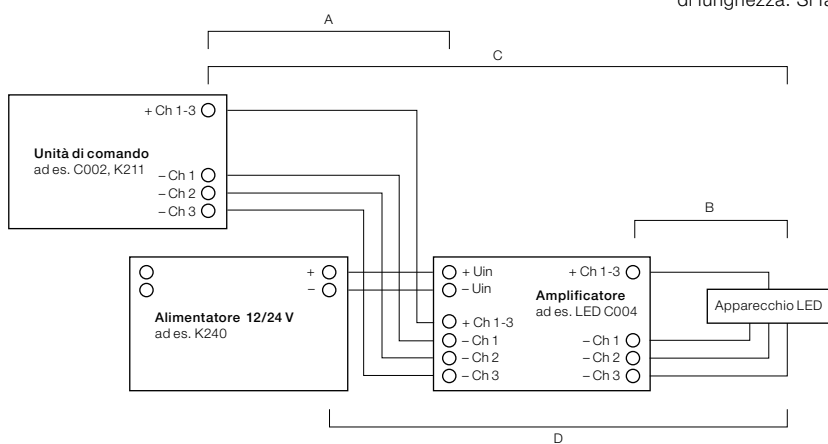 di lunghezza. Si fa
A
C
+ Ch 1-3
Unità di comando
ad es. C002, K211
– Ch 1
– Ch 2
– Ch 3
B
+
–
Alimentatore 12/24 V
ad es. K240
+ Uin
– Uin
+ Ch 1-3
– Ch 1
– Ch 2
– Ch 3
+ Ch 1-3
Amplificatore
ad es. LED C004
– Ch 1
– Ch 2
– Ch 3
Apparecchio LED
D